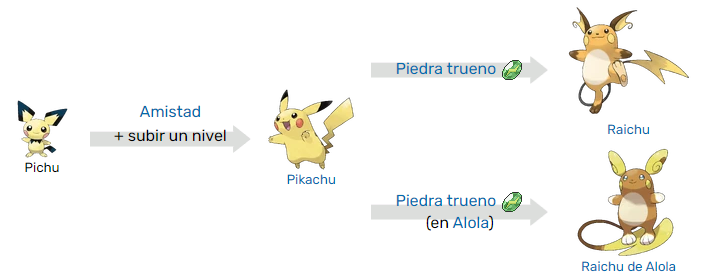 Pichu
Amistad
+ subir un nivel
Pikachu
Piedra trueno
Raichu
Piedra trueno
(en Alola)
Raichu de Alola